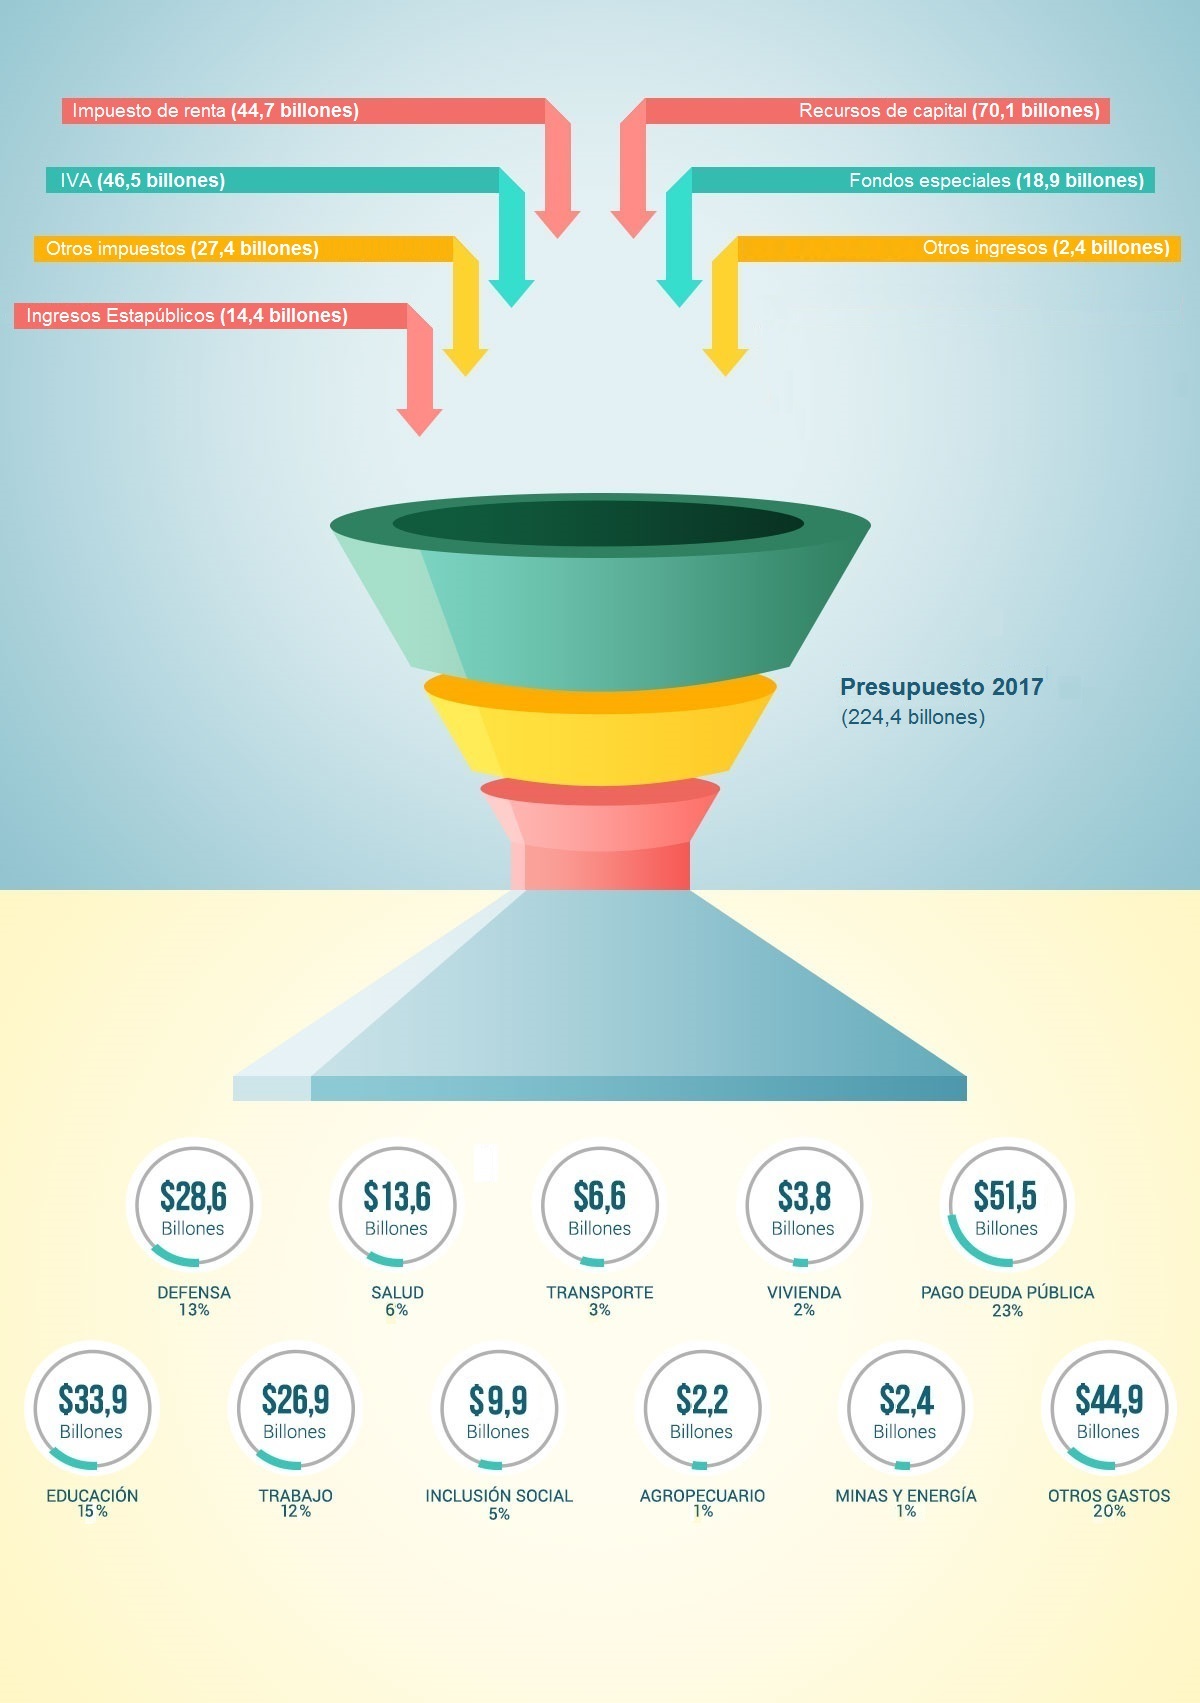 Impuesto de renta (44,7 billones)
Recursos de capital (70,1 billones)
IVA (46,5 billones)
Fondos especiales (18,9 billones)
Otros impuestos (27,4 billones)
Otros ingresos (2,4 billones)
Ingresos Estapúblicos (14,4 billones)
Presupuesto 2017
(224,4 billones)
$28,6
Billones
DEFENSA
13%
$13,6
Billones
SALUD
6%
$6,6
Billones
TRANSPORTE
3%
$3,8
Billones
VIVIENDA
2%
$51,5
Billones
PAGO DEUDA PÚBLICA
23%
$33,9
Billones
EDUCACIÓN
15%
$26,9
Billones
TRABAJO
12%
$9,9
Billones
INCLUSIÓN SOCIAL
5%
$2,2
Billones
AGROPECUARIO
1%
$2,4
Billones
MINAS Y ENERGÍA
1%
$44,9
Billones
OTROS GASTOS
20%